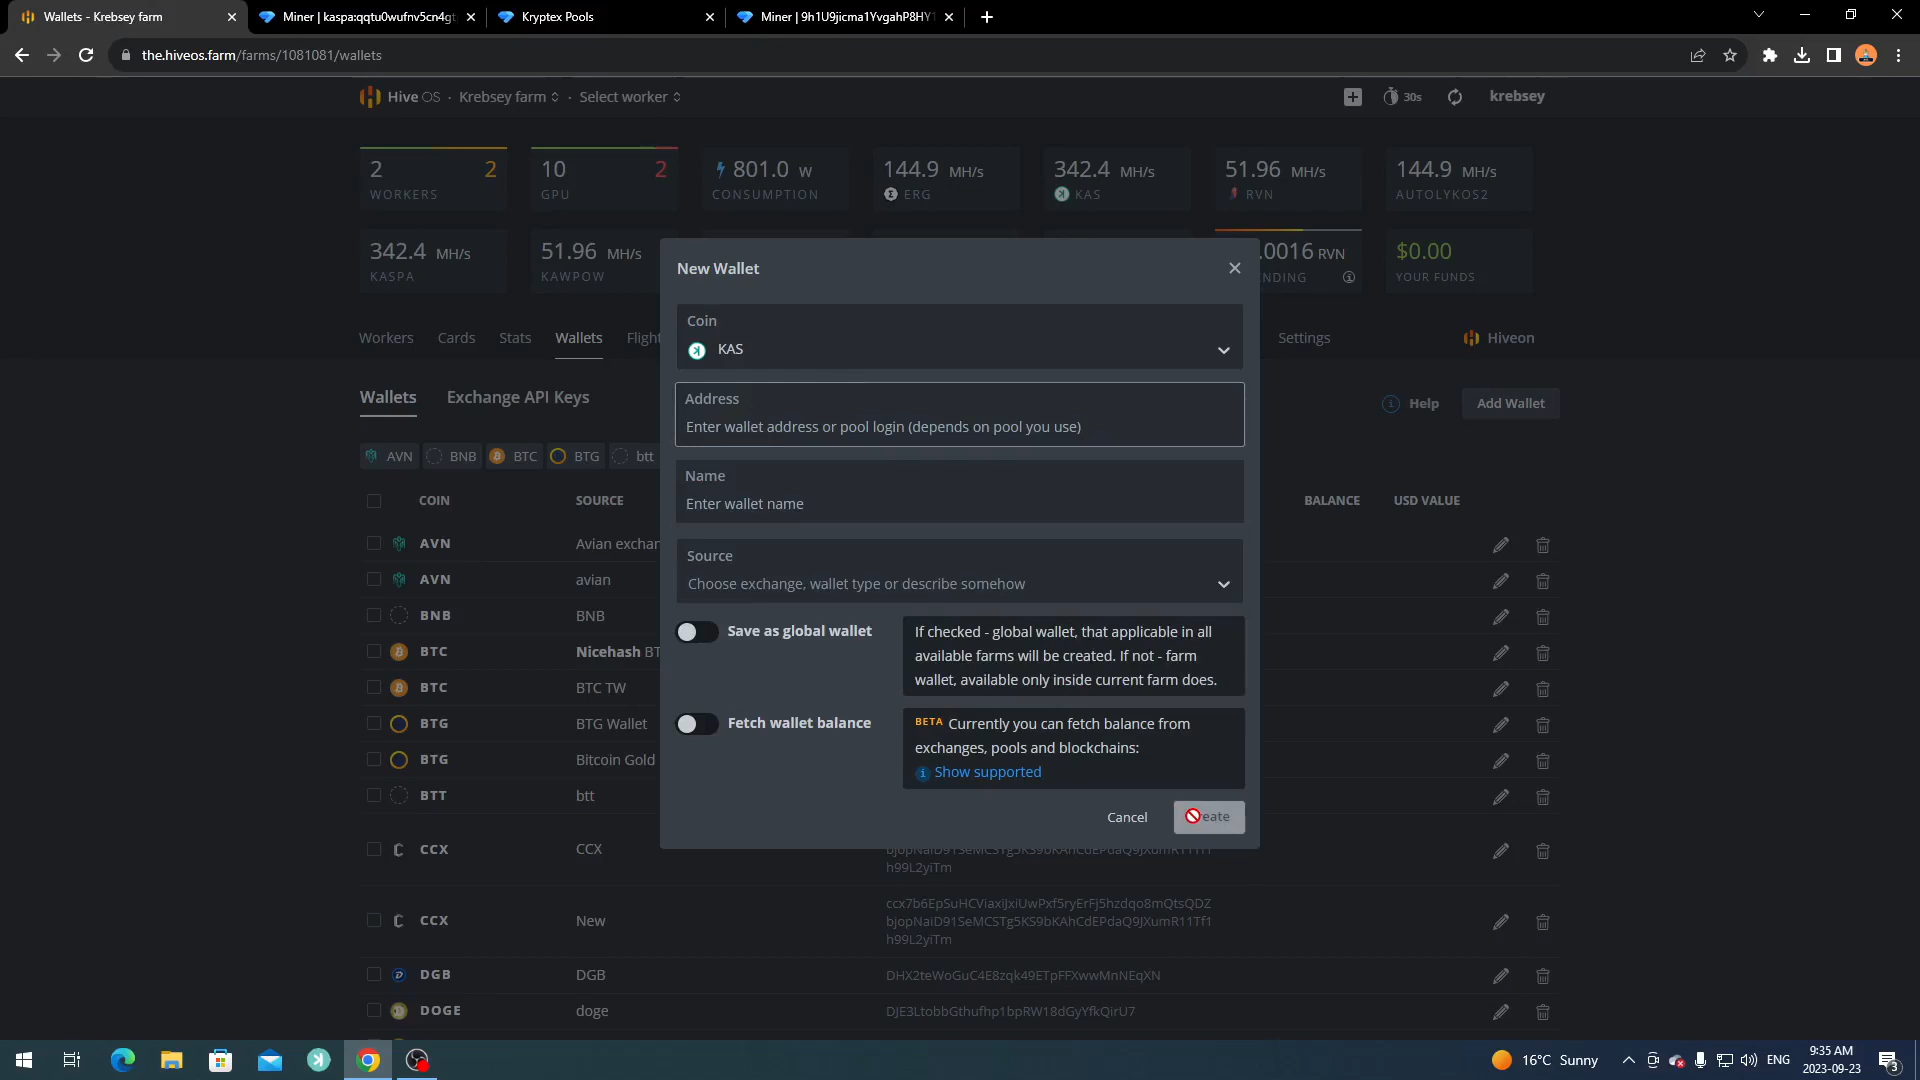 Wallets - Krebsey farm
Miner | kaspa:qqtu0wufnv5cn4gt
Kryptex Pools
Miner | 9h1U9jicma1YvgahP8HY1
the.hiveos.farm/farms/1081081/wallets
Hive OS · Krebsey farm · Select worker
30s
krebsey
2 2
WORKERS
10 2
GPU
801.0 W
CONSUMPTION
144.9 MH/s
ERG
342.4 MH/s
KAS
51.96 MH/s
RVN
144.9 MH/s
AUTOLYKOS2
342.4 MH/s
KASPA
51.96 MH/s
KAWPOW
.0016 RVN
NDING
$0.00
YOUR FUNDS
Workers
Cards
Stats
Wallets
Flight
Settings
Hiveon
Wallets
Exchange API Keys
Help
Add Wallet
AVN
BNB
BTC
BTG
btt
COIN
SOURCE
BALANCE
USD VALUE
AVN Avian exchan
AVN avian
BNB BNB
BTC Nicehash BT
BTC BTC TW
BTG BTG Wallet
BTG Bitcoin Gold
BTT btt
CCX CCX
h99L2yiTm
CCX New
ccx7b6EpSuHCViaxiJxiUwPxf5ryErFj5hzdqo8mQtsQDZ
bjopNaiD91SeMCSTg5KS9bKAhCdEPdaQ9JXumR11Tf1
h99L2yiTm
DGB DGB DHX2teWoGuC4E8zqk49ETpFFXwwMnNEqXN
DOGE doge DJE3LtobbGthufhp1bpRW18dGyYfkQirU7
New Wallet
Coin
KAS
Address
Enter wallet address or pool login (depends on pool you use)
Name
Enter wallet name
Source
Choose exchange, wallet type or describe somehow
Save as global wallet
If checked - global wallet, that applicable in all
available farms will be created. If not - farm
wallet, available only inside current farm does.
Fetch wallet balance
BETA Currently you can fetch balance from
exchanges, pools and blockchains:
Show supported
Cancel
eate
16°C Sunny
ENG
9:35 AM
2023-09-23
3